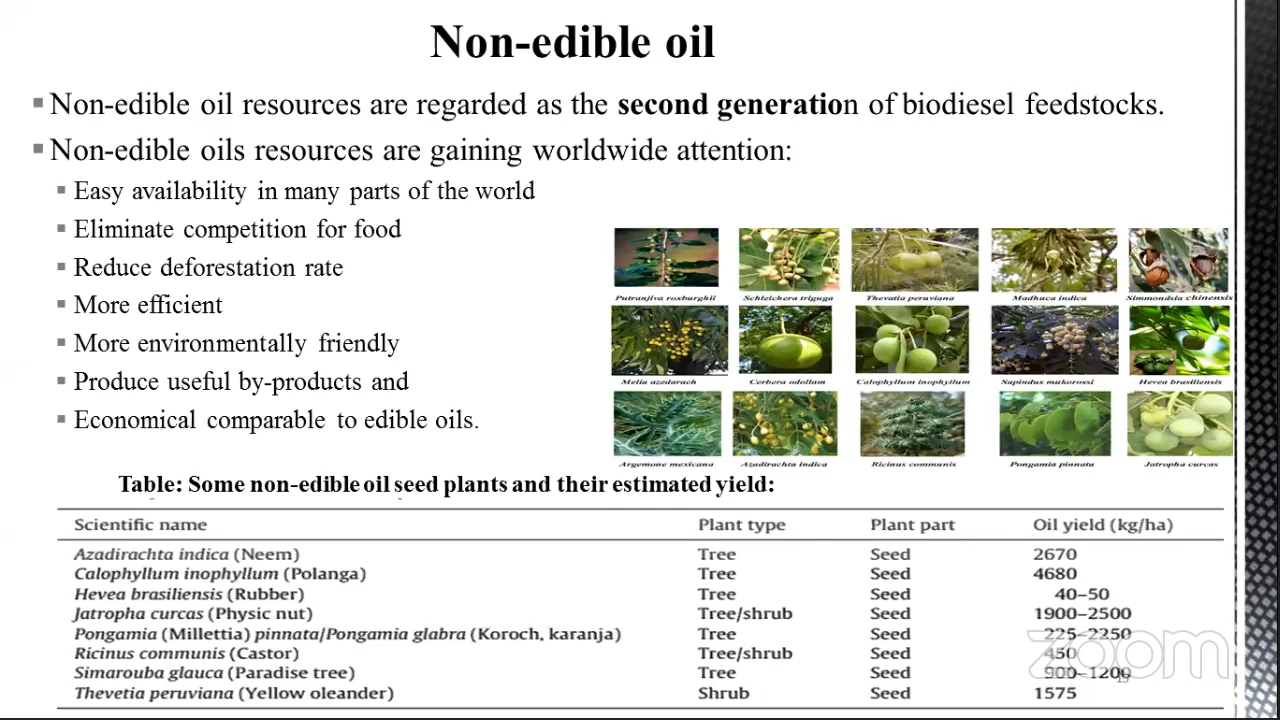 Non-edible oil
Non-edible oil resources are regarded as the second generation of biodiesel feedstocks.
Non-edible oils resources are gaining worldwide attention:
Easy availability in many parts of the world
Eliminate competition for food
Reduce deforestation rate
More efficient
More environmentally friendly
Produce useful by-products and
Economical comparable to edible oils.
Putranjiva roxburghii Schleichera triguga Thevatia peruviana Madhuca indica Simmondsia chinensis
Melia azedarach Cerbera odollam Calophyllum inophyllum Sapindus mukorossi Hevea brasiliensis
Argemone mexicana Azadirachta indica Ricinus communis Pongamia pinnata Jatropha curcas
Table: Some non-edible oil seed plants and their estimated yield:
Scientific name Plant type Plant part Oil yield (kg/ha)
Azadirachta indica (Neem) Tree Seed 2670
Calophyllum inophyllum (Polanga) Tree Seed 4680
Hevea brasiliensis (Rubber) Tree Seed 40–50
Jatropha curcas (Physic nut) Tree/shrub Seed 1900–2500
Pongamia (Millettia) pinnata/Pongamia glabra (Koroch, karanja) Tree Seed 225–2250
Ricinus communis (Castor) Tree/shrub Seed 450
Simarouba glauca (Paradise tree) Tree Seed 900–1200
Thevetia peruviana (Yellow oleander) Shrub Seed 1575
zoom